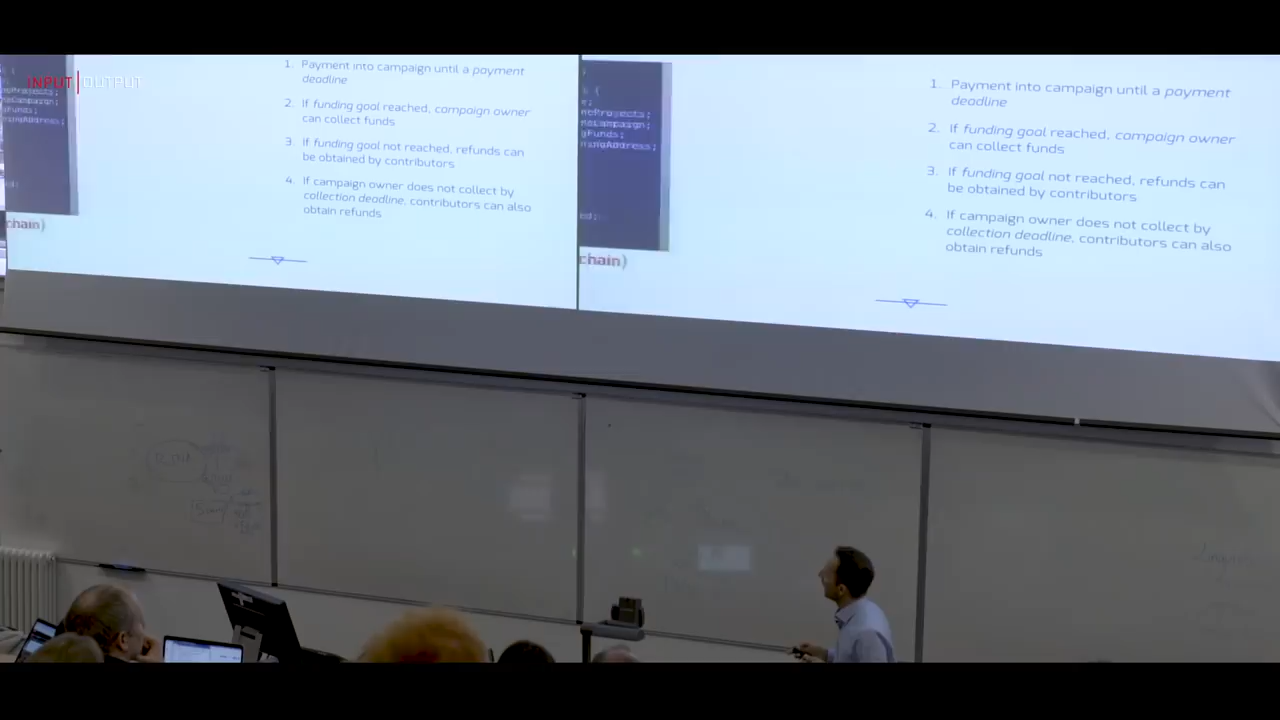 INPUT|OUTPUT
1. Payment into campaign until a payment
deadline
2. If funding goal reached, campaign owner
can collect funds
3. If funding goal not reached, refunds can
be obtained by contributors
4. If campaign owner does not collect by
collection deadline, contributors can also
obtain refunds
chain)
1. Payment into campaign until a payment
deadline
2. If funding goal reached, campaign owner
can collect funds
3. If funding goal not reached, refunds can
be obtained by contributors
4. If campaign owner does not collect by
collection deadline, contributors can also
obtain refunds
chain)